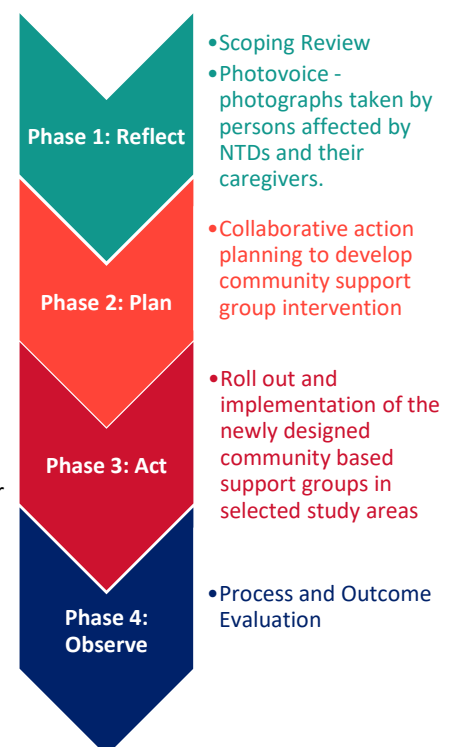 •Scoping Review
•Photovoice -
photographs taken by
persons affected by
NTDs and their
caregivers.
Phase 1: Reflect
•Collaborative action
planning to develop
community support
group intervention
Phase 2: Plan
•Roll out and
implementation of the
newly designed
community based
support groups in
selected study areas
Phase 3: Act
r
•Process and Outcome
Evaluation
Phase 4:
Observe